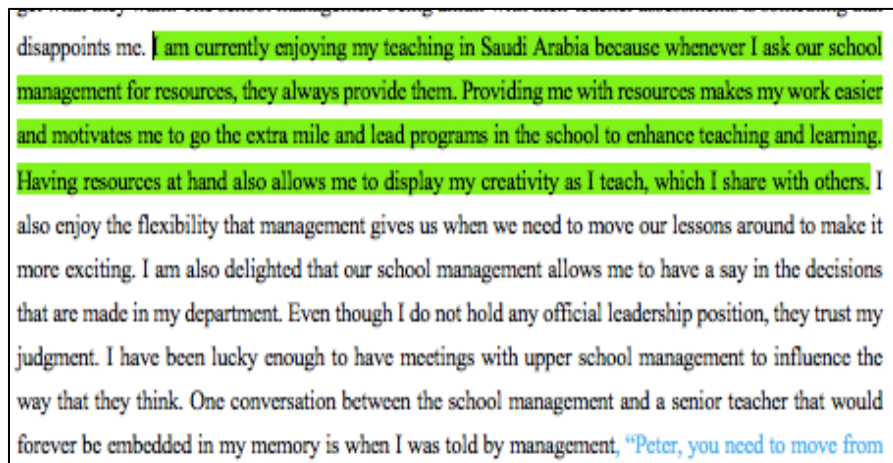 disappoints me. I am currently enjoying my teaching in Saudi Arabia because whenever I ask our school
management for resources, they always provide them. Providing me with resources makes my work easier
and motivates me to go the extra mile and lead programs in the school to enhance teaching and learning.
Having resources at hand also allows me to display my creativity as I teach, which I share with others. I
also enjoy the flexibility that management gives us when we need to move our lessons around to make it
more exciting. I am also delighted that our school management allows me to have a say in the decisions
that are made in my department. Even though I do not hold any official leadership position, they trust my
judgment. I have been lucky enough to have meetings with upper school management to influence the
way that they think. One conversation between the school management and a senior teacher that would
forever be embedded in my memory is when I was told by management, “Peter, you need to move from